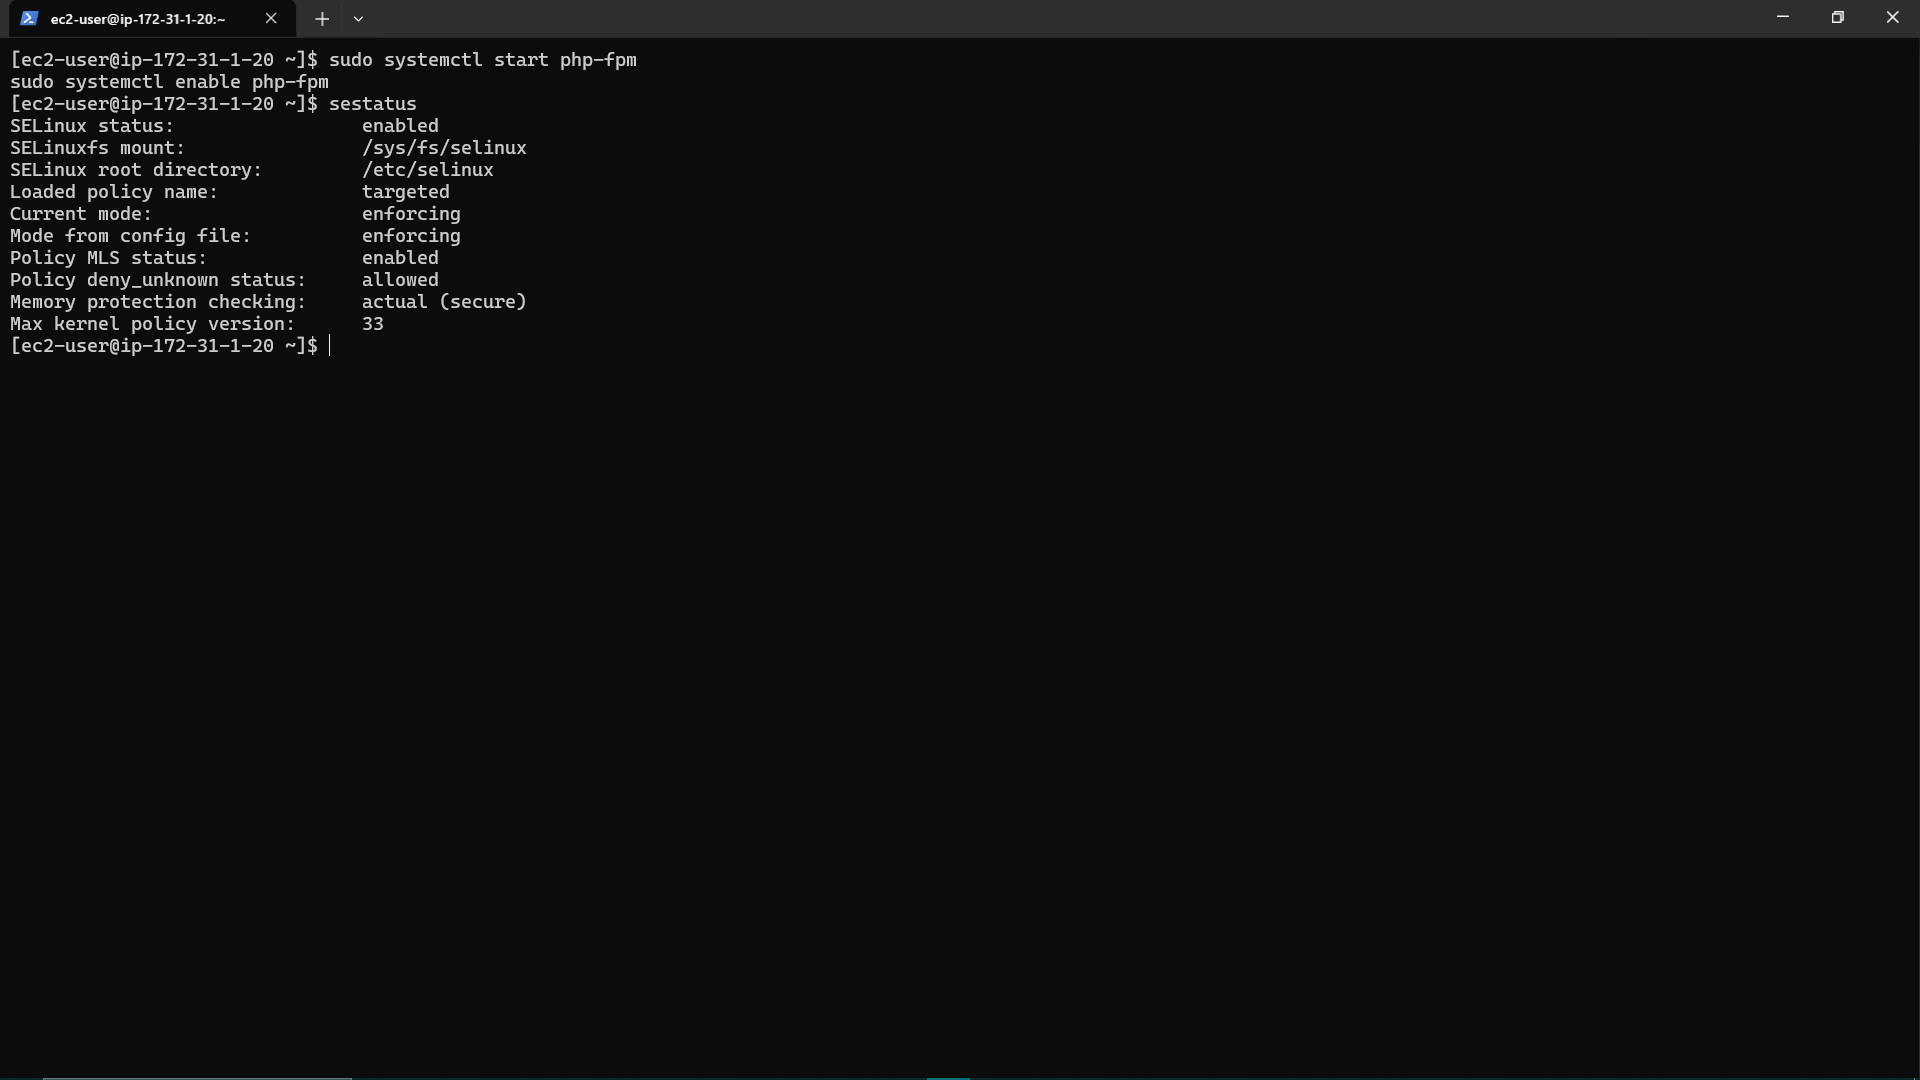 ec2-user@ip-172-31-1-20:~
[ec2-user@ip-172-31-1-20 ~]$ sudo systemctl start php-fpm
sudo systemctl enable php-fpm
[ec2-user@ip-172-31-1-20 ~]$ sestatus
SELinux status:                 enabled
SELinuxfs mount:                /sys/fs/selinux
SELinux root directory:         /etc/selinux
Loaded policy name:             targeted
Current mode:                   enforcing
Mode from config file:          enforcing
Policy MLS status:              enabled
Policy deny_unknown status:     allowed
Memory protection checking:     actual (secure)
Max kernel policy version:      33
[ec2-user@ip-172-31-1-20 ~]$